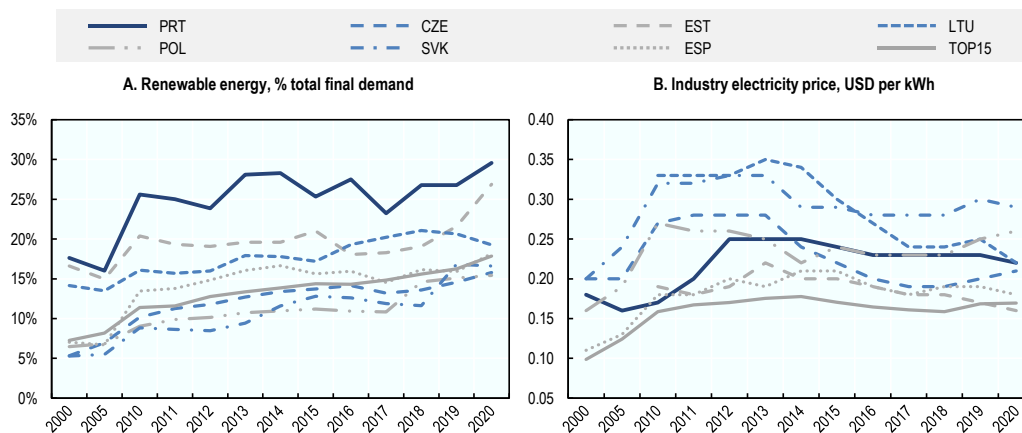 PRT CZE EST LTU
POL SVK ESP TOP15
A. Renewable energy, % total final demand
35%
30%
25%
20%
15%
10%
5%
0%
2000 2005 2010 2011 2012 2013 2014 2015 2016 2017 2018 2019 2020
B. Industry electricity price, USD per kWh
0.40
0.35
0.30
0.25
0.20
0.15
0.10
0.05
2000 2005 2010 2011 2012 2013 2014 2015 2016 2017 2018 2019 2020